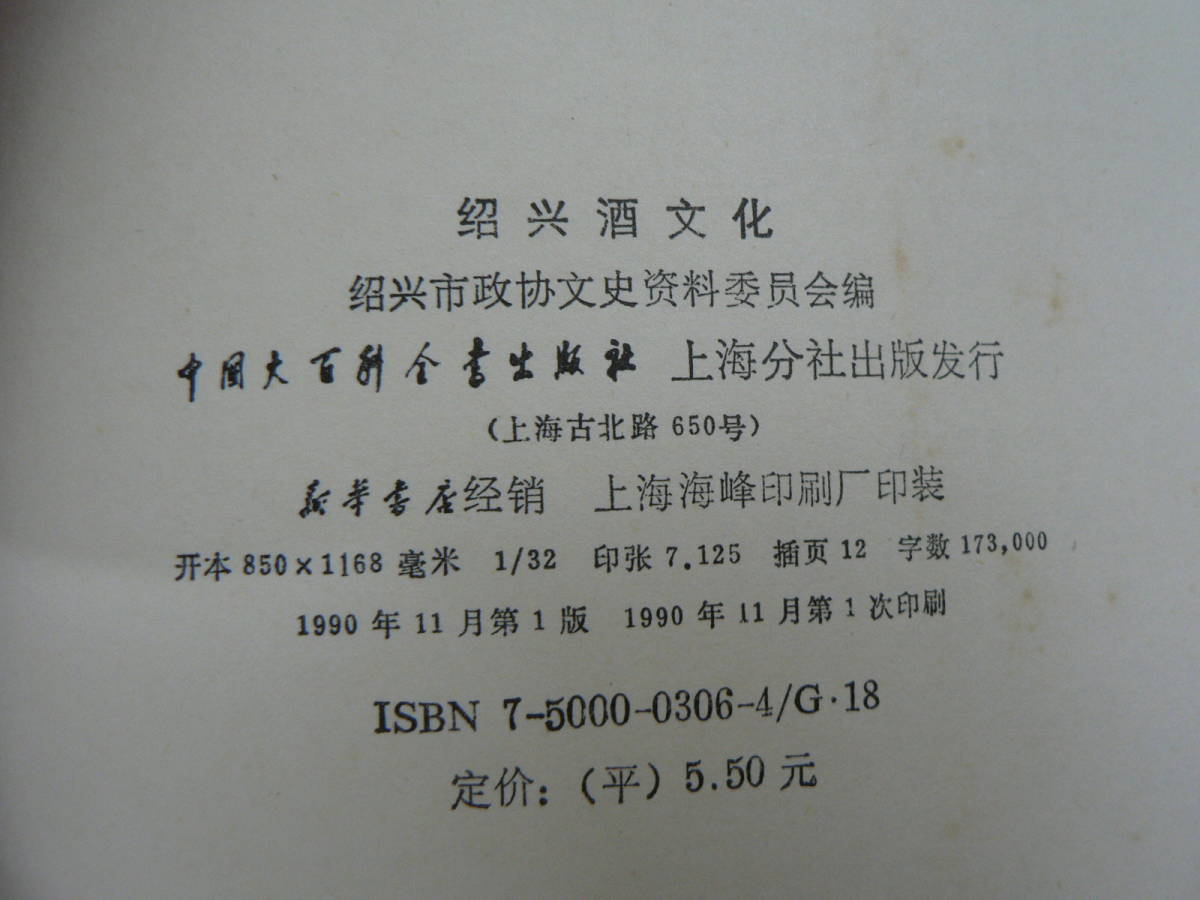 绍兴酒文化
绍兴市政协文史资料委员会编
中国大百科全书出版社 上海分社出版发行
（上海古北路 650号）
新华书店经销 上海海峰印刷厂印装
开本 850×1168 毫米 1/32 印张 7.125 插页 12 字数 173,000
1990 年 11 月第 1 版 1990 年 11 月第 1 次印刷
ISBN 7-5000-0306-4/G·18
定价：（平）5.50 元